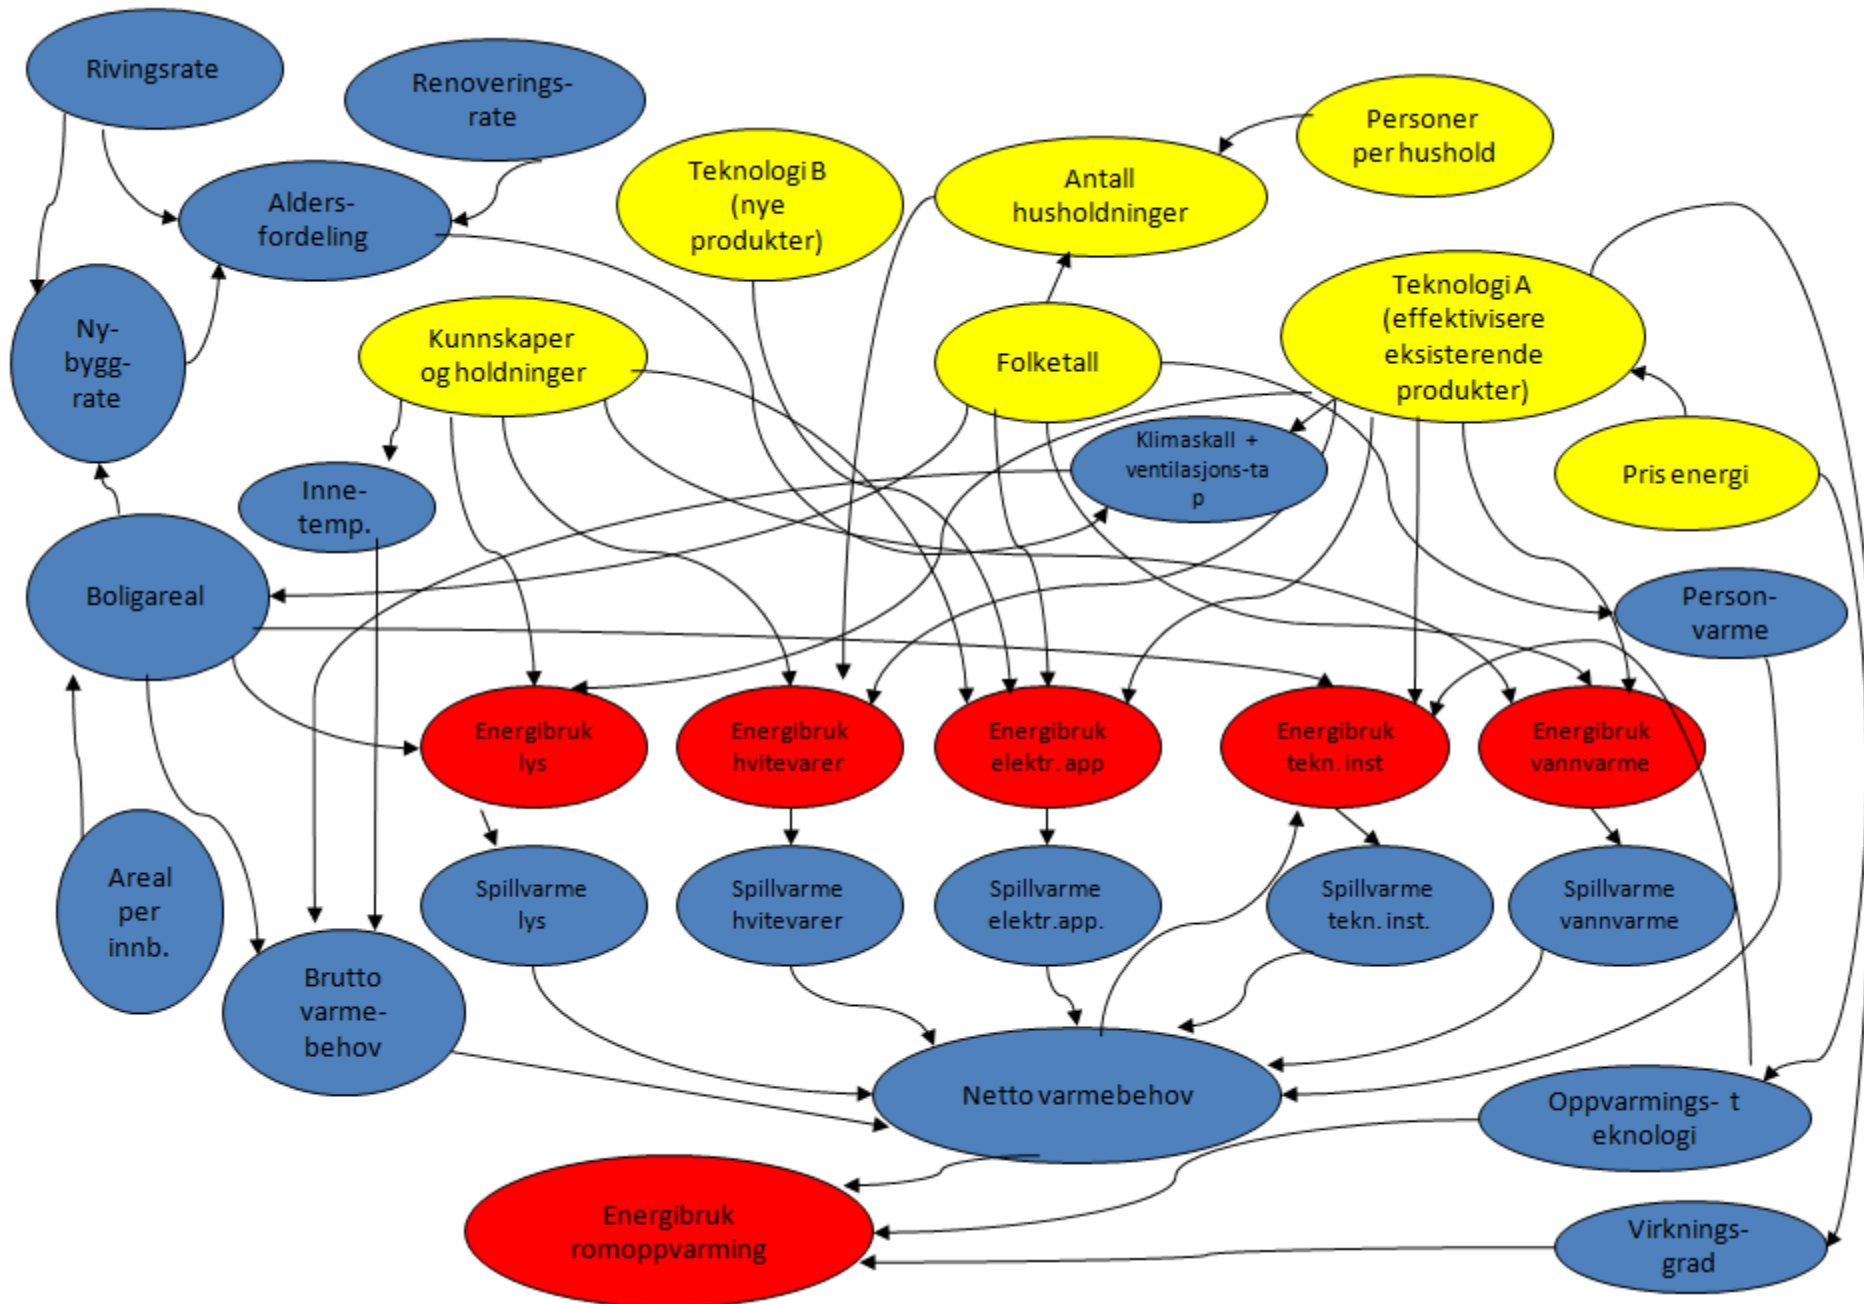 Rivingsrate
Renoverings-
rate
Personer
per hushold
Teknologi B
(nye
produkter)
Antall
husholdninger
Alders-
fordeling
Teknologi A
(effektivisere
eksisterende
produkter)
Ny-
bygg-
rate
Kunnskaper
og holdninger
Folketall
Klimaskall +
ventilasjons-ta
p
Pris energi
Inne-
temp.
Boligareal
Person-
varme
Energibruk
lys
Energibruk
hvitevarer
Energibruk
elektr. app
Energibruk
tekn. inst
Energibruk
vannvarme
Areal
per
innb.
Spillvarme
lys
Spillvarme
hvitevarer
Spillvarme
elektr.app.
Spillvarme
tekn. inst.
Spillvarme
vannvarme
Brutto
varme-
behov
Netto varmebehov
Oppvarmings- t
eknologi
Energibruk
romoppvarming
Virknings-
grad